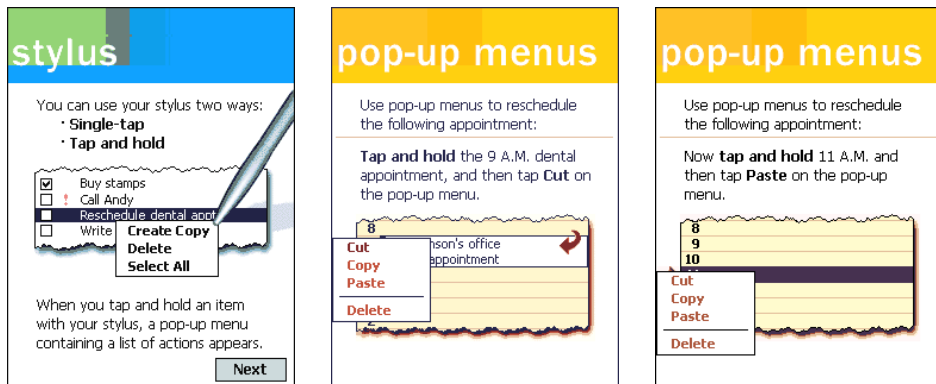 stylus
You can use your stylus two ways:
· Single-tap
· Tap and hold
Buy stamps
! Call Andy
Reschedule dental appt
Write
Create Copy
Delete
Select All
When you tap and hold an item
with your stylus, a pop-up menu
containing a list of actions appears.
Next
pop-up menus
Use pop-up menus to reschedule
the following appointment:
Tap and hold the 9 A.M. dental
appointment, and then tap Cut on
the pop-up menu.
8
nson's office
appointment
Cut
Copy
Paste
Delete
2
pop-up menus
Use pop-up menus to reschedule
the following appointment:
Now tap and hold 11 A.M. and
then tap Paste on the pop-up
menu.
8
9
10
Cut
Copy
Paste
Delete